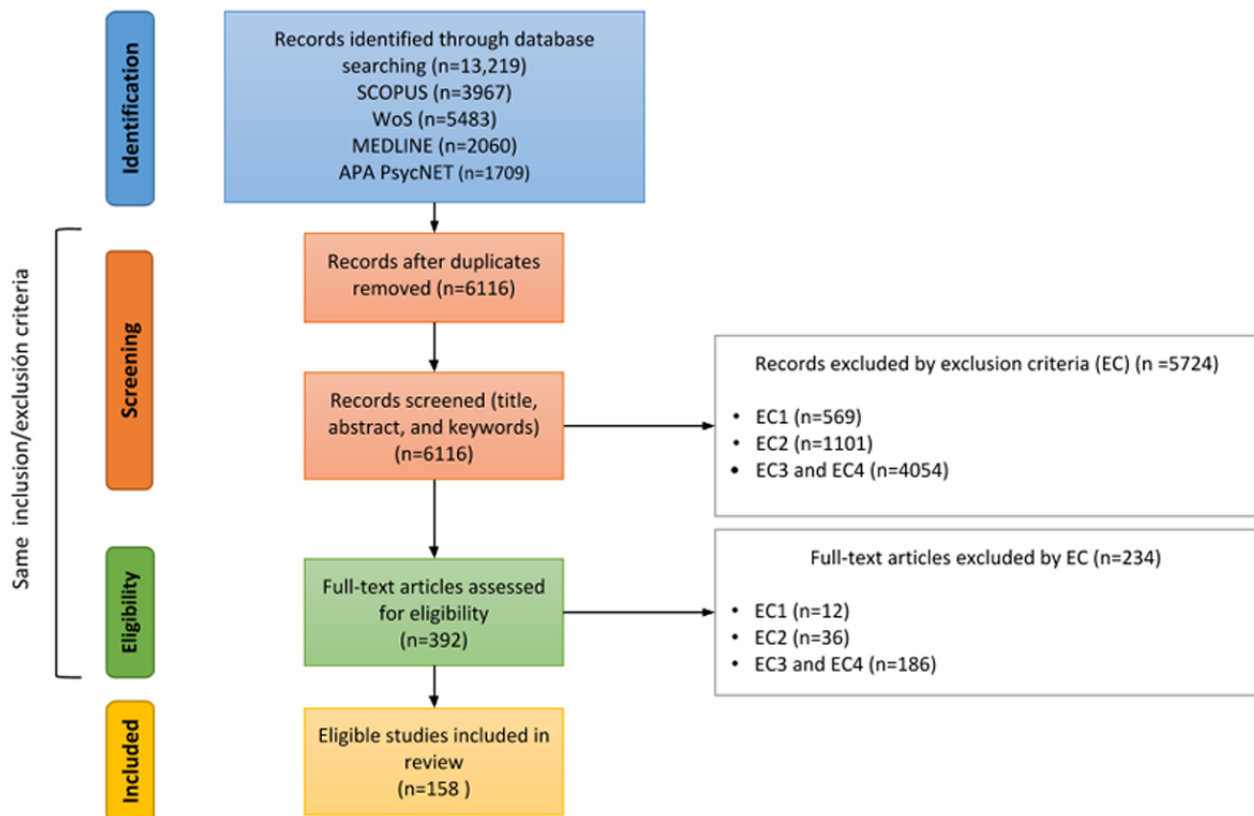 Identification
Records identified through database
searching (n=13,219)
SCOPUS (n=3967)
WoS (n=5483)
MEDLINE (n=2060)
APA PsycNET (n=1709)
Same inclusion/exclusión criteria
Screening
Records after duplicates
removed (n=6116)
Records screened (title,
abstract, and keywords)
(n=6116)
Records excluded by exclusion criteria (EC) (n =5724)
• EC1 (n=569)
• EC2 (n=1101)
• EC3 and EC4 (n=4054)
Eligibility
Full-text articles assessed
for eligibility
(n=392)
Full-text articles excluded by EC (n=234)
• EC1 (n=12)
• EC2 (n=36)
• EC3 and EC4 (n=186)
Included
Eligible studies included in
review
(n=158 )